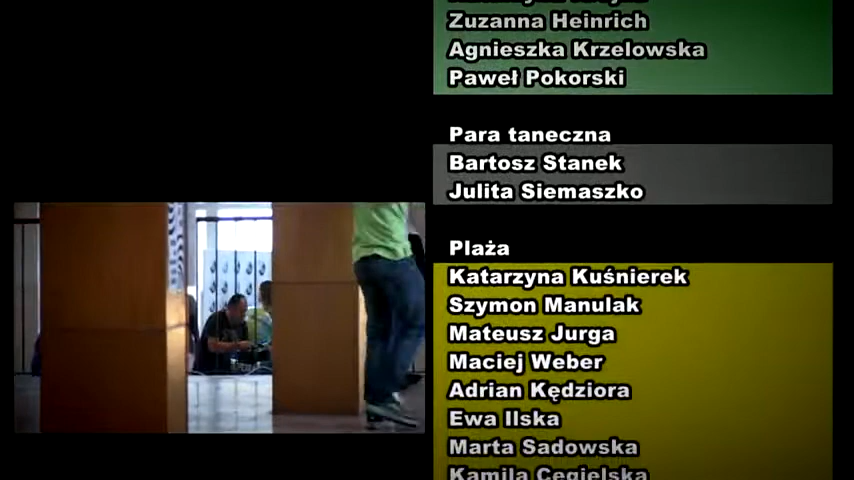 Zuzanna Heinrich
Agnieszka Krzelowska
Paweł Pokorski
Para taneczna
Bartosz Stanek
Julita Siemaszko
Plaża
Katarzyna Kuśnierek
Szymon Manulak
Mateusz Jurga
Maciej Weber
Adrian Kędziora
Ewa Ilska
Marta Sadowska
Kamila Cegielska